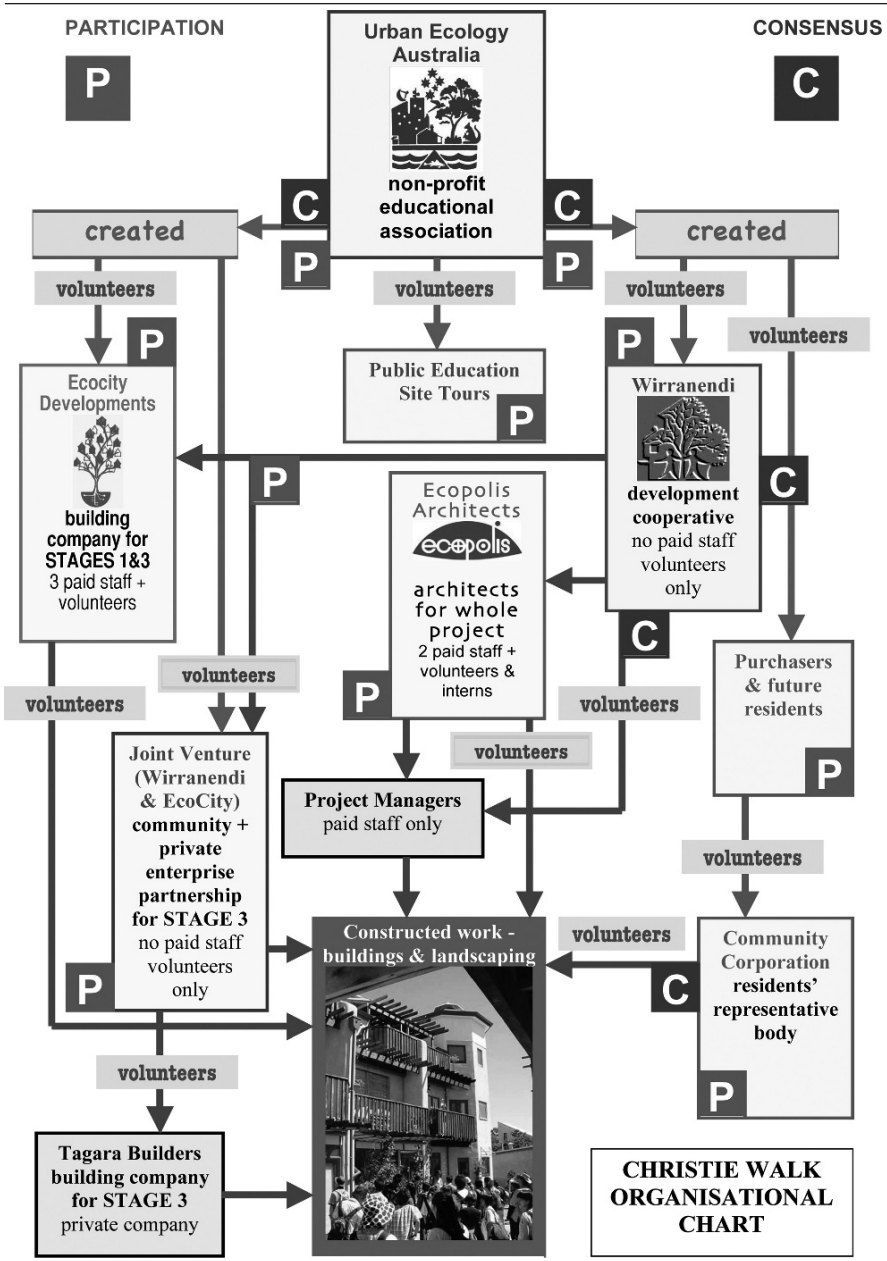 PARTICIPATION
P
CONSENSUS
C
Urban Ecology
Australia
non-profit
educational
association
C
P
C
P
created
created
volunteers
volunteers
volunteers
volunteers
P
Ecocity
Developments
building
company for
STAGES 1&3
3 paid staff +
volunteers
Public Education
Site Tours
P
P
Wirranendi
development
cooperative
no paid staff
volunteers
only
C
C
P
Ecopolis
Architects
ecopolis
architects
for whole
project
2 paid staff +
volunteers &
interns
P
volunteers
volunteers
volunteers
volunteers
Purchasers
& future
residents
P
Joint Venture
(Wirranendi
& EcoCity)
community +
private
enterprise
partnership
for STAGE 3
no paid staff
volunteers
only
P
Project Managers
paid staff only
volunteers
Constructed work -
buildings & landscaping
volunteers
Community
Corporation
residents'
representative
body
C
P
volunteers
Tagara Builders
building company
for STAGE 3
private company
CHRISTIE WALK
ORGANISATIONAL
CHART